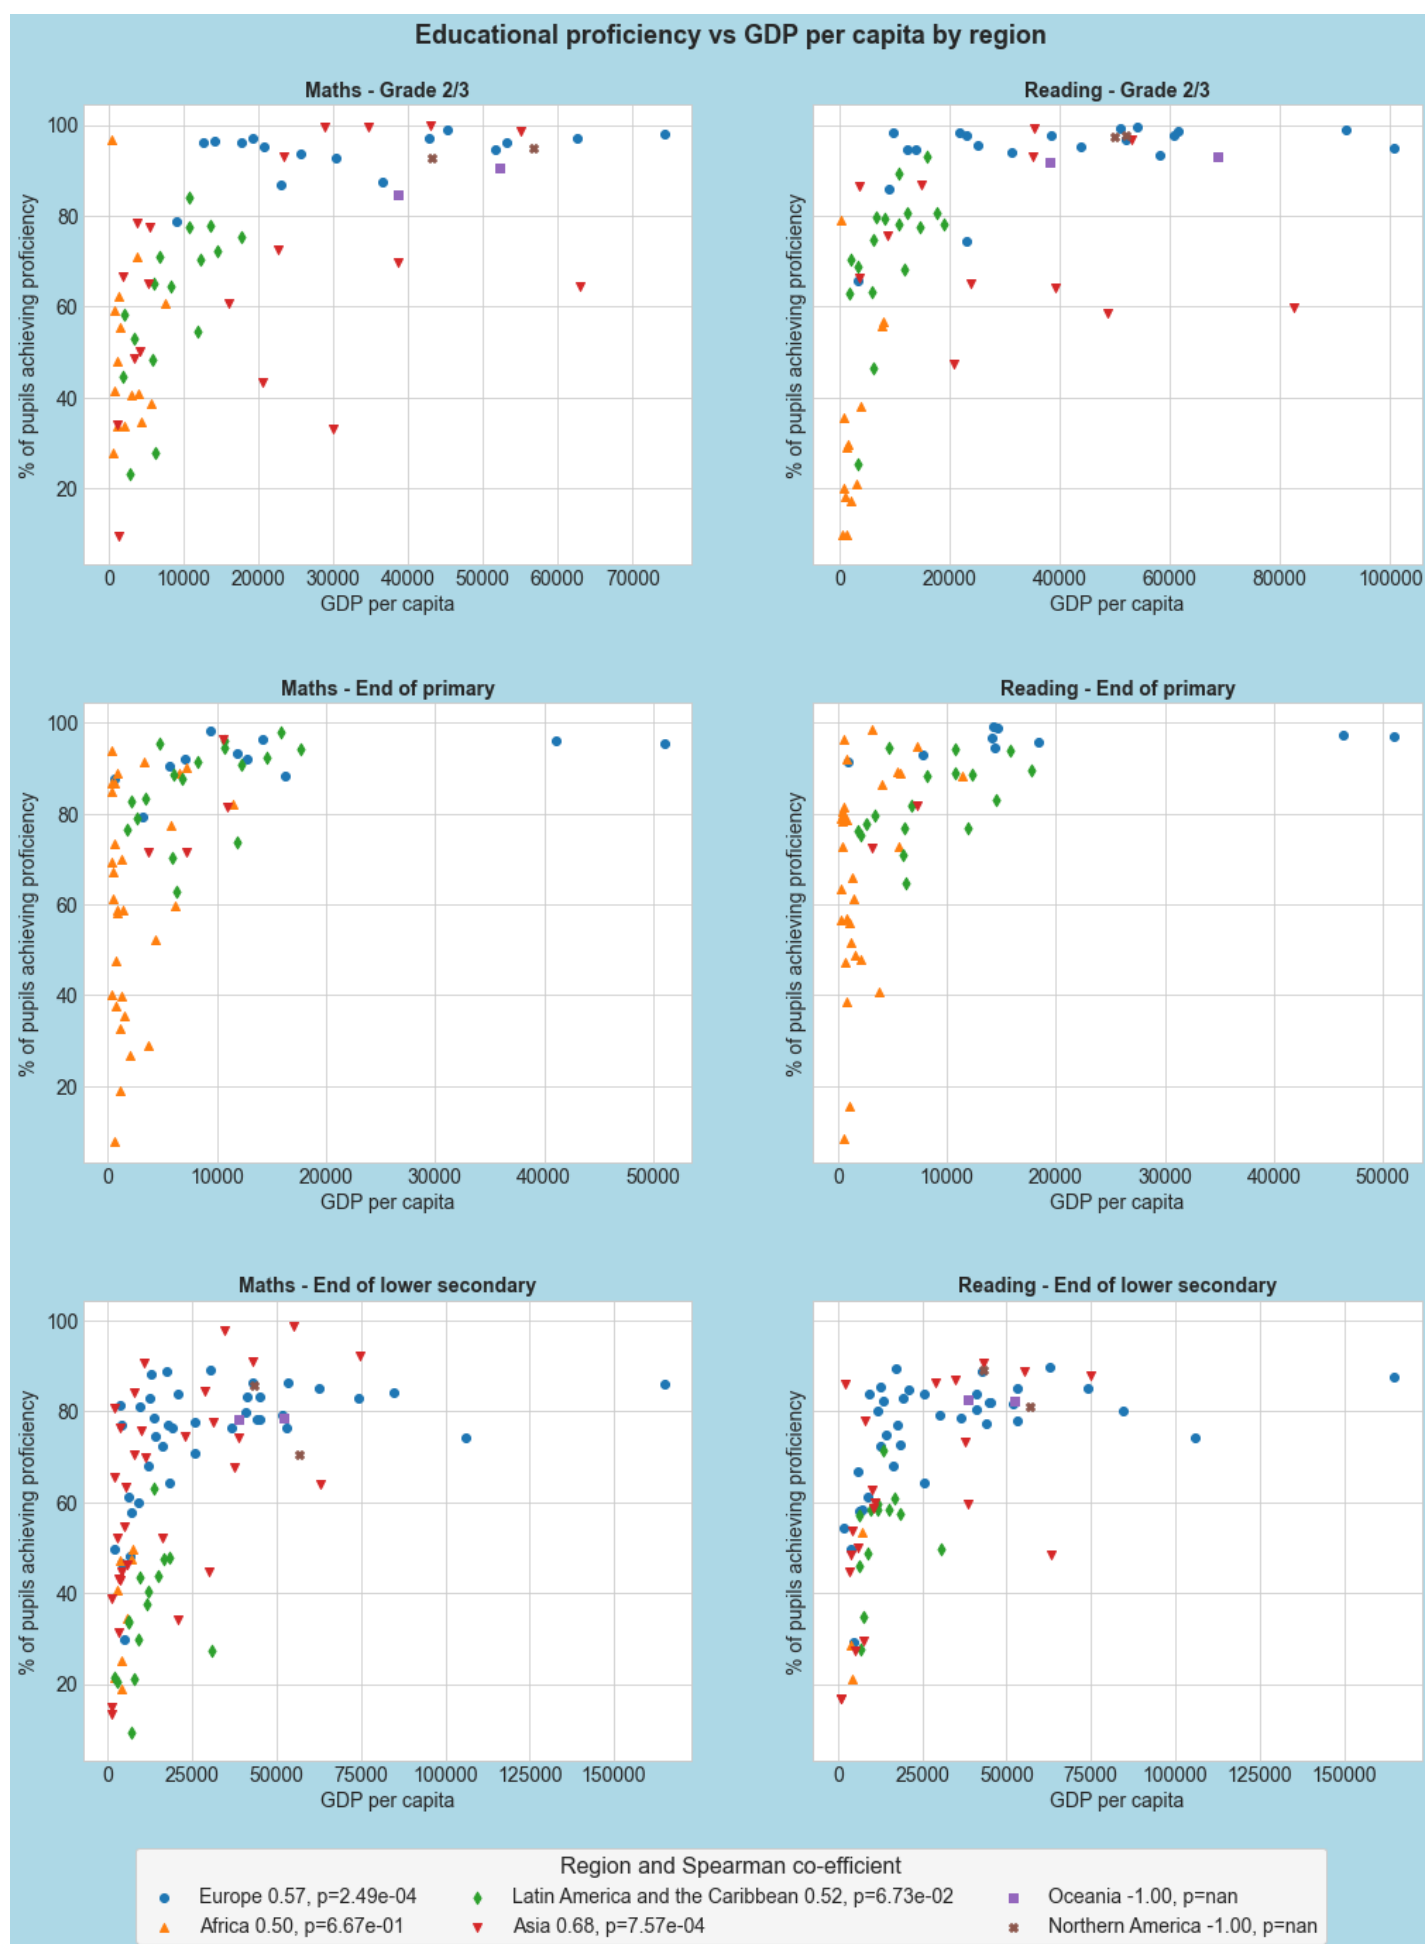 Educational proficiency vs GDP per capita by region
Maths - Grade 2/3
Reading - Grade 2/3
% of pupils achieving proficiency
100
80
60
40
20
0 10000 20000 30000 40000 50000 60000 70000
GDP per capita
% of pupils achieving proficiency
0 20000 40000 60000 80000 100000
GDP per capita
Maths - End of primary
Reading - End of primary
% of pupils achieving proficiency
100
80
60
40
20
0 10000 20000 30000 40000 50000
GDP per capita
% of pupils achieving proficiency
0 10000 20000 30000 40000 50000
GDP per capita
Maths - End of lower secondary
Reading - End of lower secondary
% of pupils achieving proficiency
100
80
60
40
20
0 25000 50000 75000 100000 125000 150000
GDP per capita
% of pupils achieving proficiency
0 25000 50000 75000 100000 125000 150000
GDP per capita
Region and Spearman co-efficient
Europe 0.57, p=2.49e-04
Latin America and the Caribbean 0.52, p=6.73e-02
Oceania -1.00, p=nan
Africa 0.50, p=6.67e-01
Asia 0.68, p=7.57e-04
Northern America -1.00, p=nan